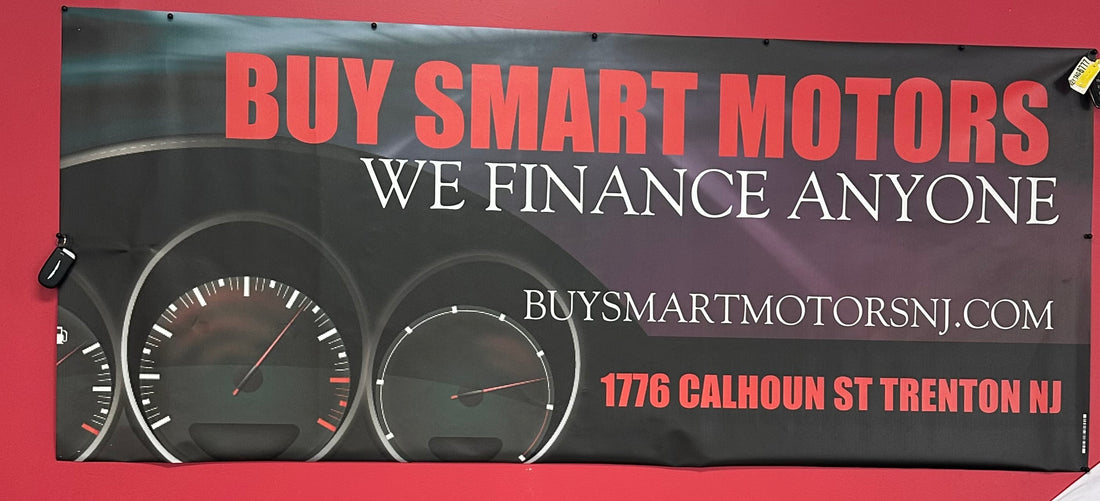 BUY SMART MOTORS
WE FINANCE ANYONE
BUYSMARTMOTORSNJ.COM
1776 CALHOUN ST TRENTON NJ